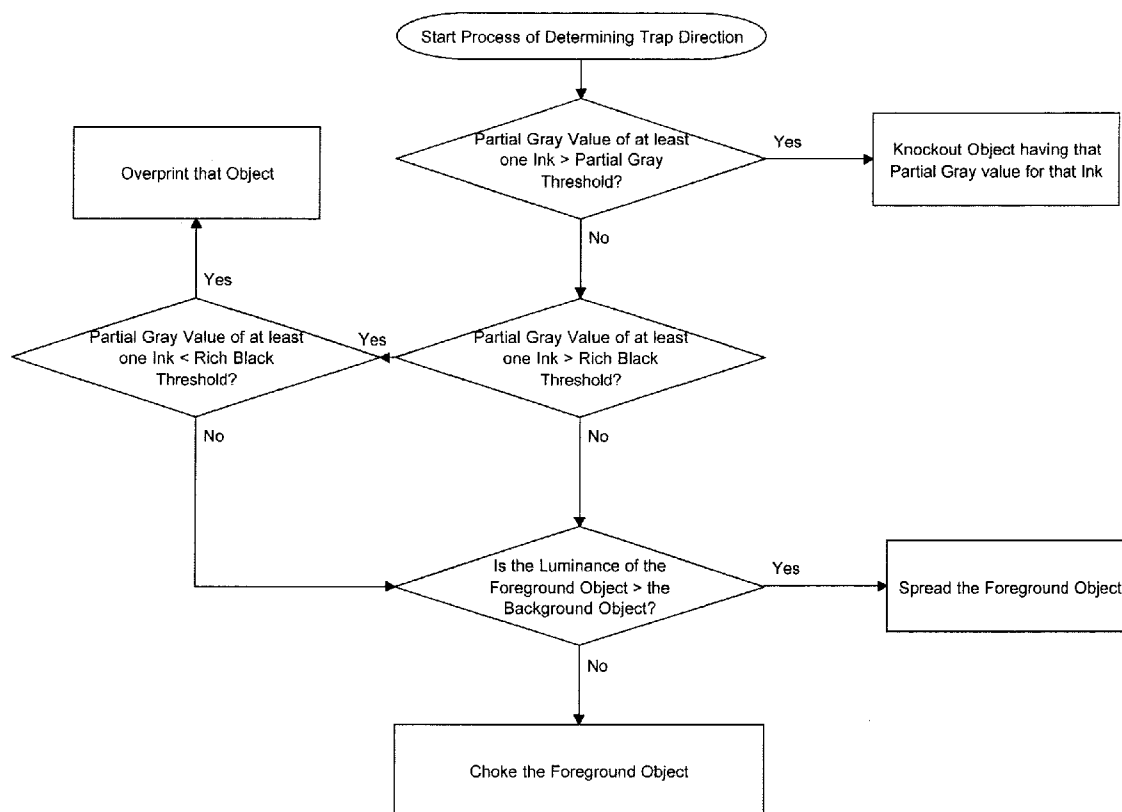 Start Process of Determining Trap Direction
Partial Gray Value of at least
one Ink > Partial Gray
Threshold?
Yes
Knockout Object having that
Partial Gray value for that Ink
Overprint that Object
No
Yes
Partial Gray Value of at least
one Ink < Rich Black
Threshold?
Yes
Partial Gray Value of at least
one Ink > Rich Black
Threshold?
No
No
Is the Luminance of the
Foreground Object > the
Background Object?
Yes
Spread the Foreground Object
No
Choke the Foreground Object